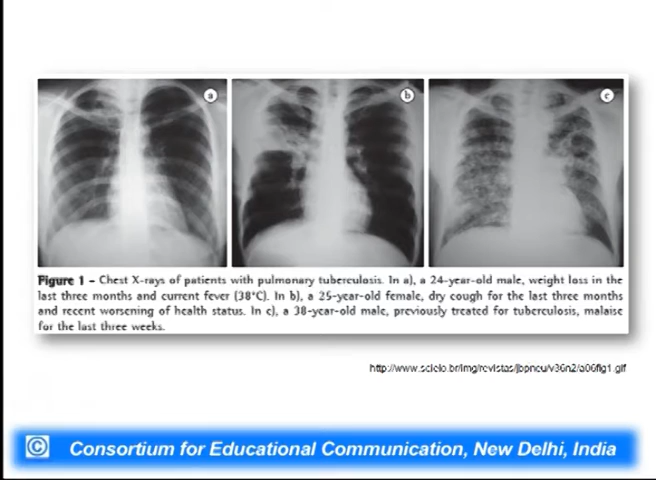 a b c
Figure 1 – Chest X-rays of patients with pulmonary tuberculosis. In a), a 24-year-old male, weight loss in the
last three months and current fever (38°C). In b), a 25-year-old female, dry cough for the last three months
and recent worsening of health status. In c), a 38-year-old male, previously treated for tuberculosis, malaise
for the last three weeks.
http://www.scielo.br/img/revistas/jbpneu/v36n2/a06fig1.gif
© Consortium for Educational Communication, New Delhi, India